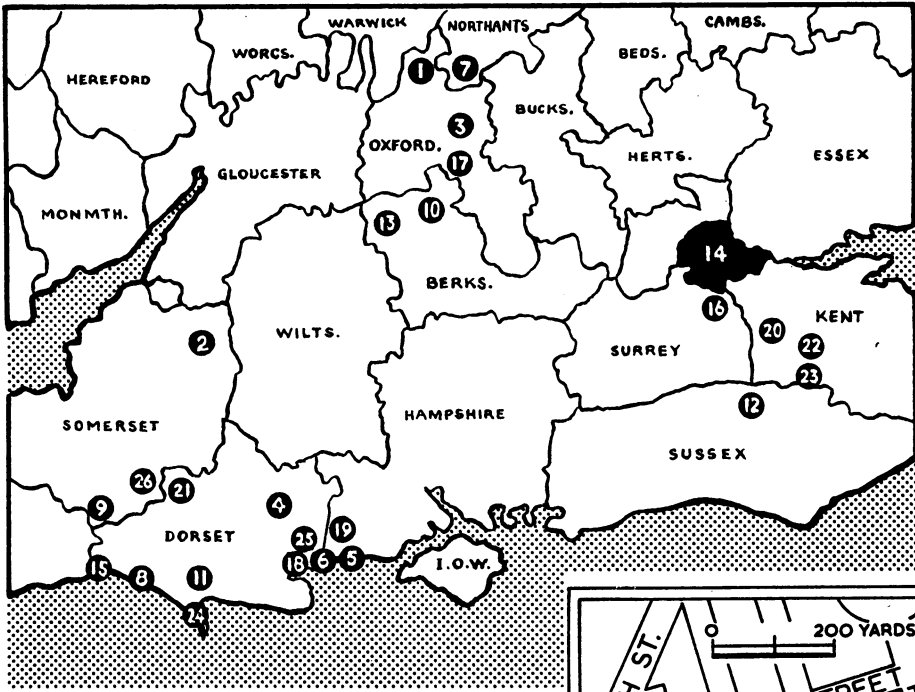 WARWICK
NORTHANTS
CAMBS.
HEREFORD
WORCS.
1
7
BEDS.
BUCKS.
3
OXFORD.
17
HERTS.
ESSEX
GLOUCESTER
MONMTH.
13
10
14
BERKS.
16
KENT
20
2
WILTS.
SURREY
22
23
12
HAMPSHIRE
SOMERSET
SUSSEX
26
21
9
4
DORSET
19
25
18
6
5
I.O.W.
15
8
11
24
0
200 YARDS
H ST.
REET